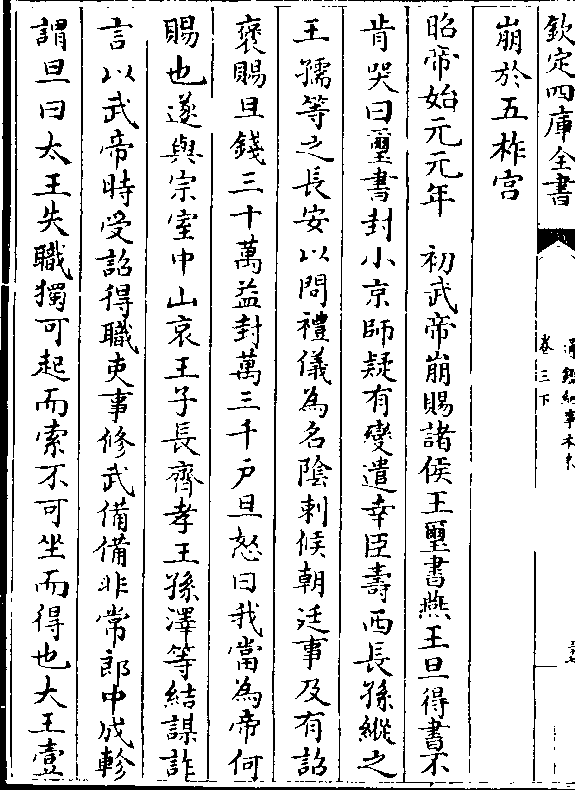 欽定四庫全書
通鑑紀事本末
卷三下
崩於五柞宫
昭帝始元元年　初武帝崩賜諸侯王璽書燕王旦得書不
肯哭曰璽書封小京師疑有變遣幸臣壽西長孫縱之
王孺等之長安以問禮儀為名陰刺候朝廷事及有詔
褒賜旦錢三十萬益封萬三千户旦怒曰我當為帝何
賜也遂與宗室中山哀王子長齊孝王孫澤等結謀詐
言以武帝時受詔得職吏事修武備備非常郎中成軫
謂旦曰大王失職獨可起而索不可坐而得也大王壹